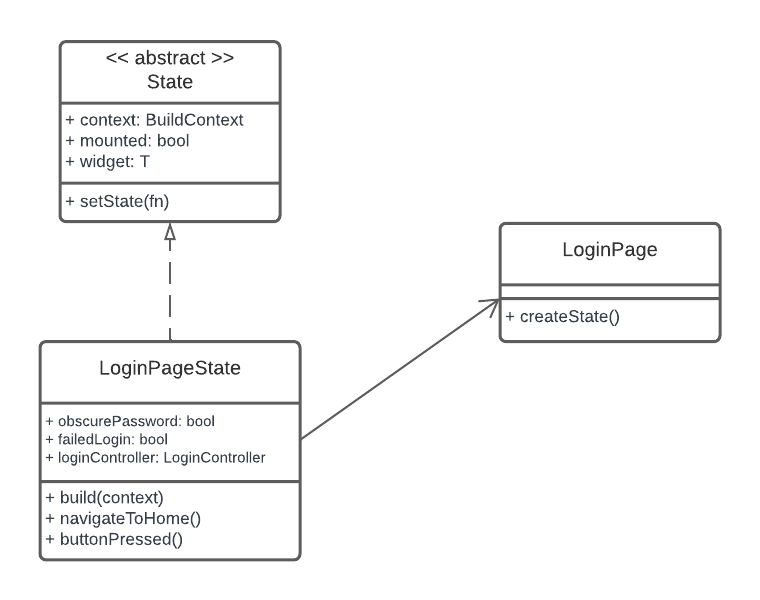 << abstract >>
State
+ context: BuildContext
+ mounted: bool
+ widget: T
+ setState(fn)
LoginPage
+ createState()
LoginPageState
+ obscurePassword: bool
+ failedLogin: bool
+ loginController: LoginController
+ build(context)
+ navigateToHome()
+ buttonPressed()